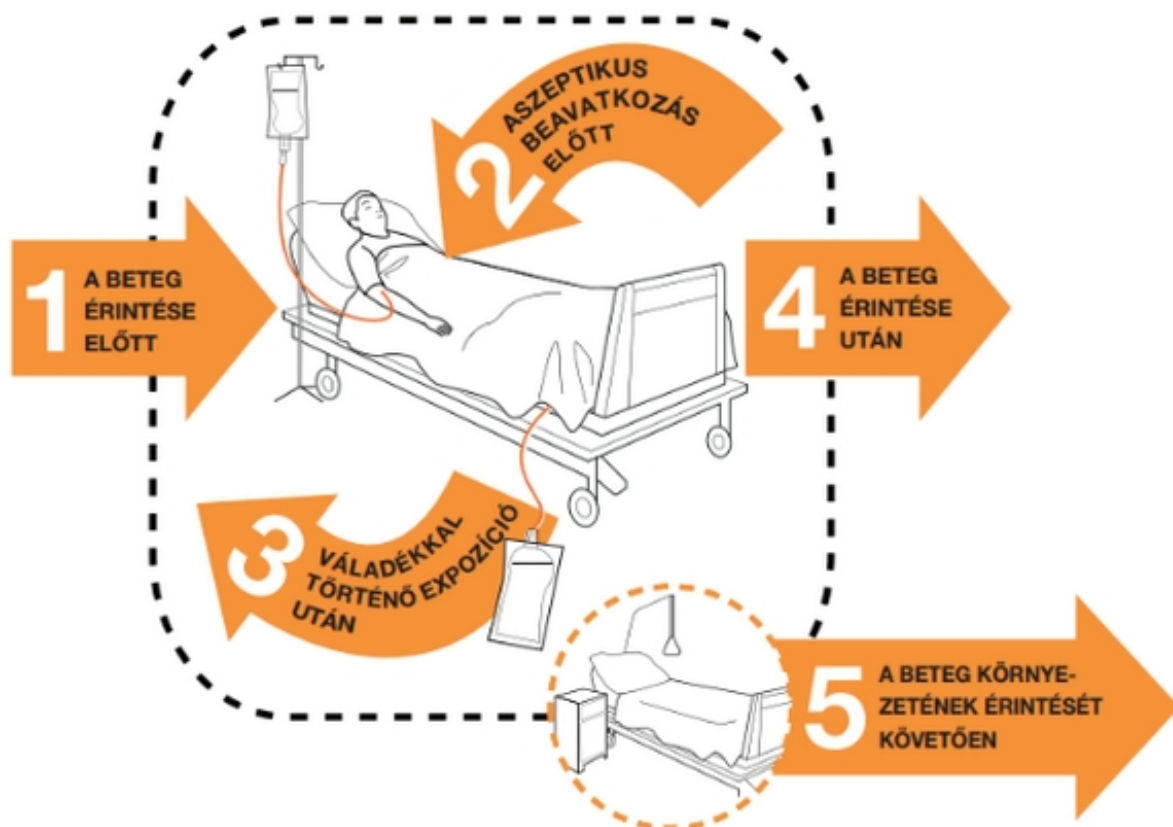 1
A BETEG
ÉRINTÉSE
ELŐTT
2
ASZEPTIKUS
BEAVATKOZÁS
ELŐTT
3
VÁLADÉKKAL
TÖRTÉNŐ EXPOZÍCIÓ
UTÁN
4
A BETEG
ÉRINTÉSE
UTÁN
5
A BETEG KÖRNYE-
ZETÉNEK ÉRINTÉSÉT
KÖVETŐEN